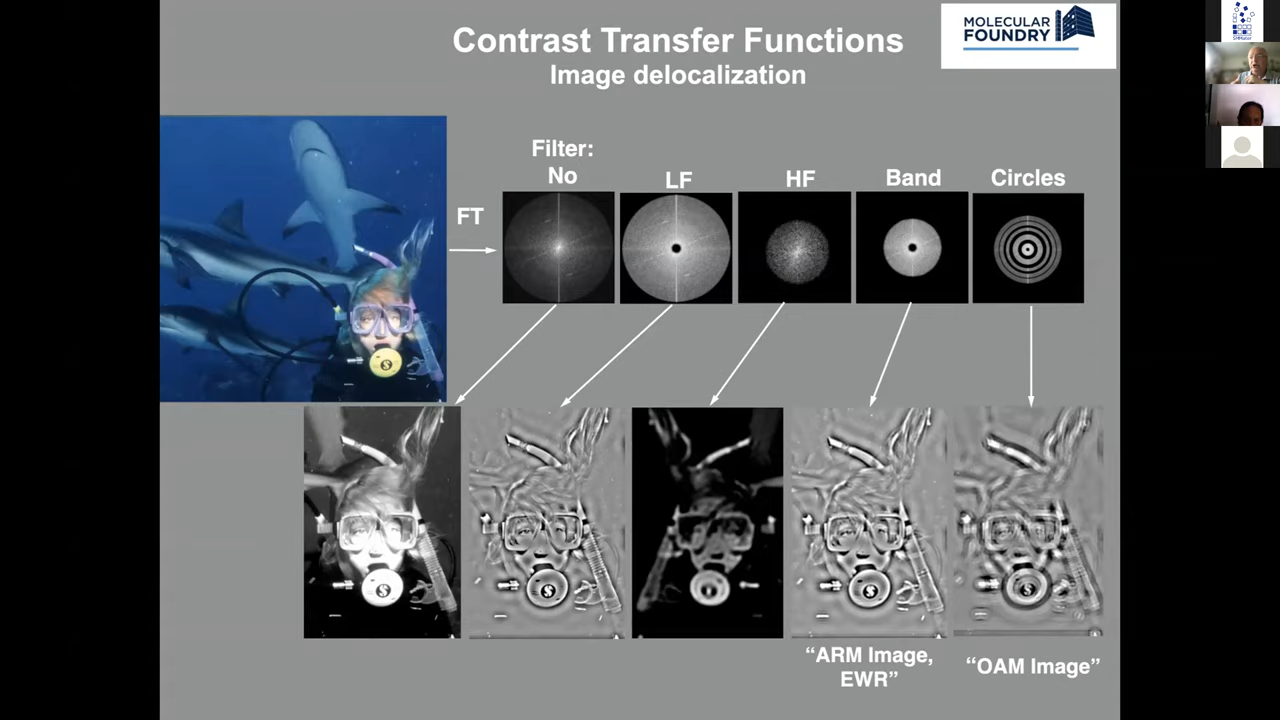 Contrast Transfer Functions
Image delocalization
MOLECULAR
FOUNDRY
Filter:
No
LF
HF
Band
Circles
FT
"ARM Image,
EWR"
"OAM Image"